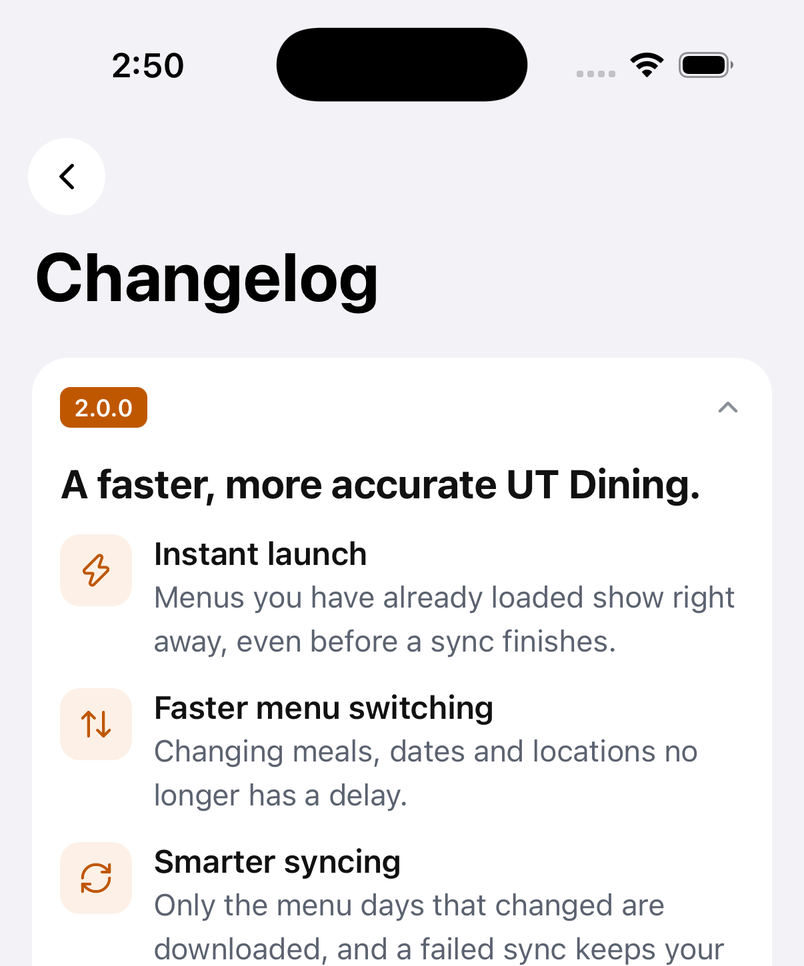 2:50
Changelog
2.0.0
A faster, more accurate UT Dining.
Instant launch
Menus you have already loaded show right
away, even before a sync finishes.
Faster menu switching
Changing meals, dates and locations no
longer has a delay.
Smarter syncing
Only the menu days that changed are
downloaded, and a failed sync keeps your